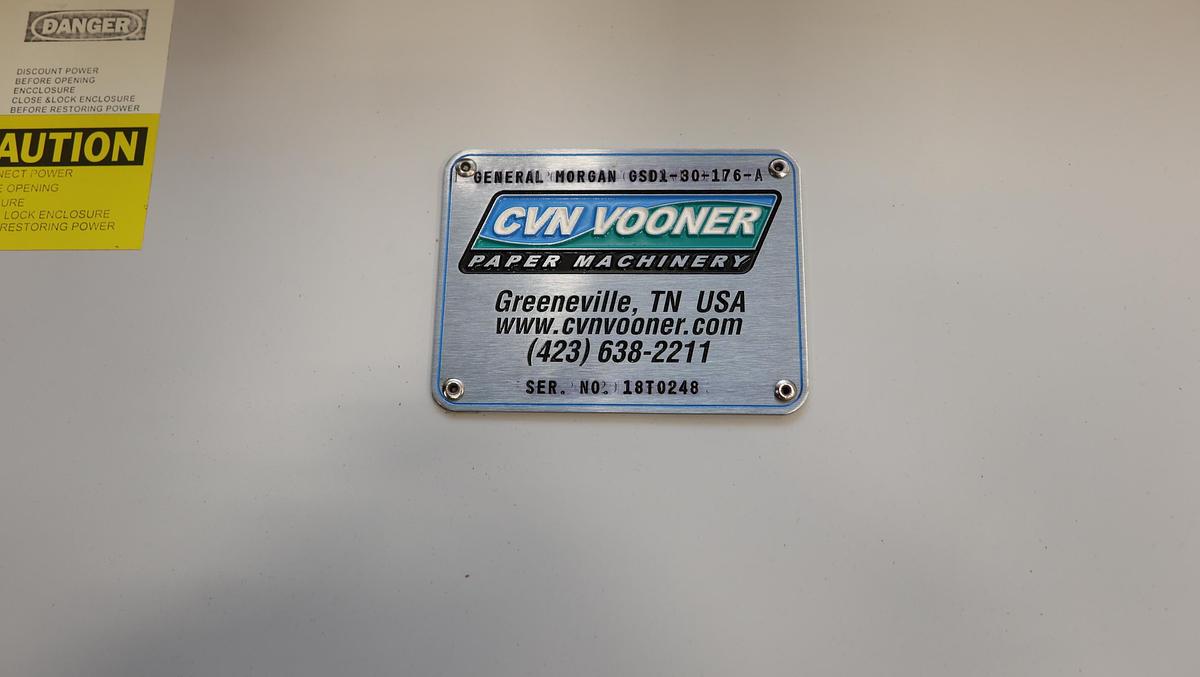 DANGER
DISCOUNT POWER
BEFORE OPENING
ENCCLOSURE
CLOSE &LOCK ENCLOSURE
BEFORE RESTORING POWER
AUTION
NECT POWER
E OPENING
URE
LOCK ENCLOSURE
RESTORING POWER
GENERAL MORGAN GSD1-30-176-A
CVN VOONER
PAPER MACHINERY
Greeneville, TN USA
www.cvnvooner.com
(423) 638-2211
SER. NO. 18T0248